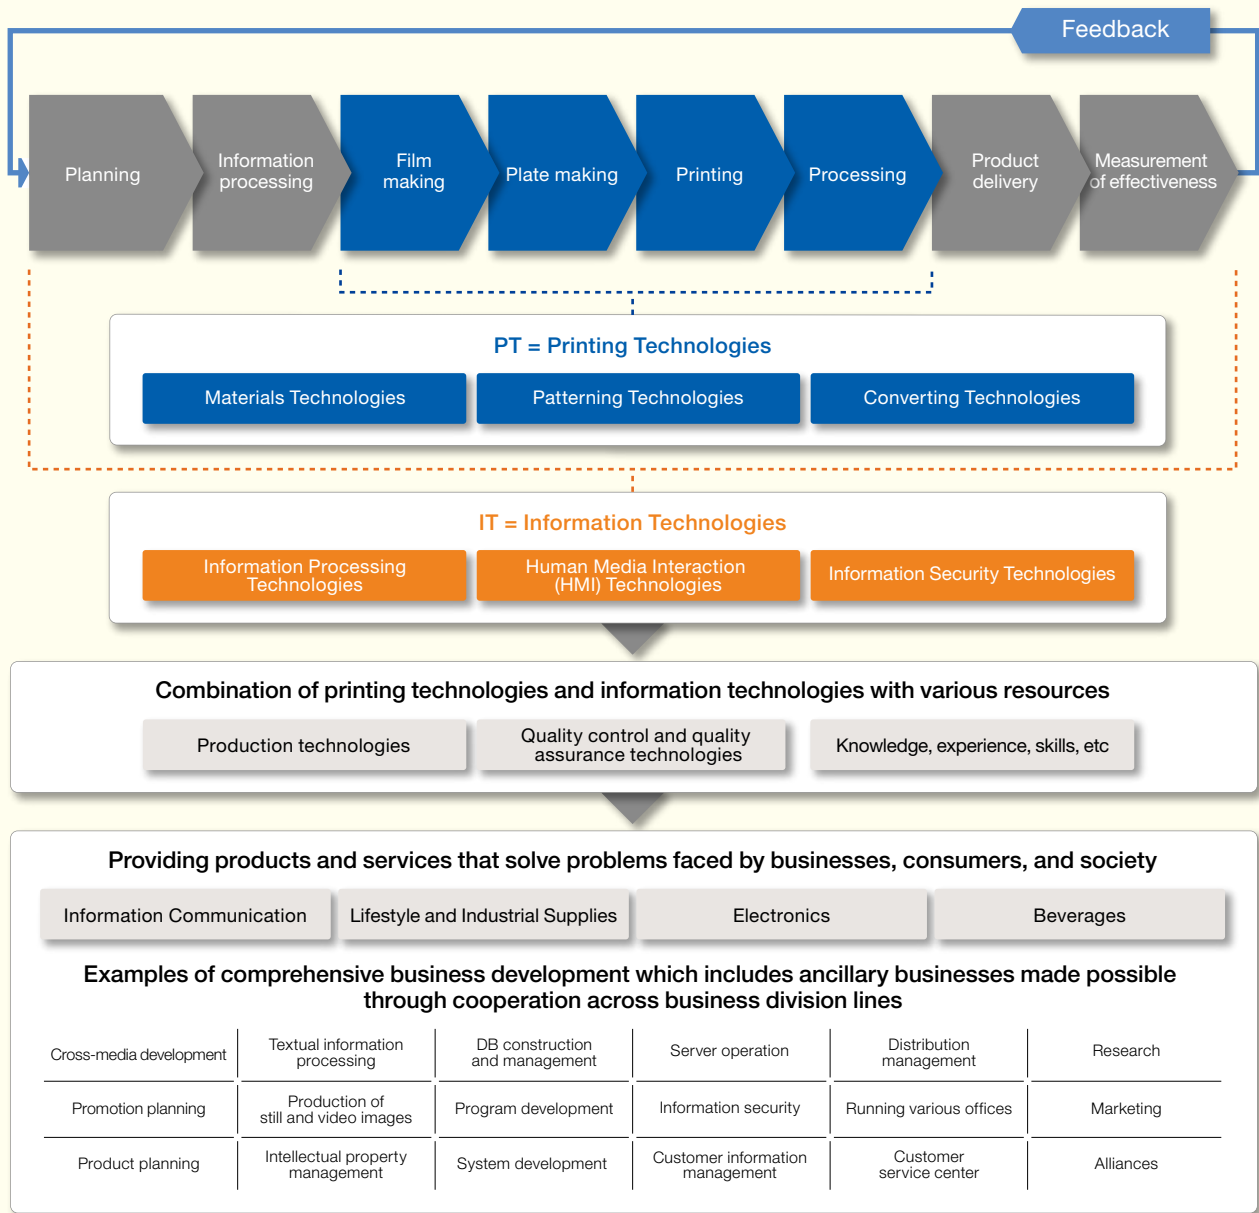 Feedback
Planning
Information
processing
Film
making
Plate making
Printing
Processing
Product
delivery
Measurement
of effectiveness
PT = Printing Technologies
Materials Technologies
Patterning Technologies
Converting Technologies
IT = Information Technologies
Information Processing
Technologies
Human Media Interaction
(HMI) Technologies
Information Security Technologies
Combination of printing technologies and information technologies with various resources
Production technologies
Quality control and quality
assurance technologies
Knowledge, experience, skills, etc
Providing products and services that solve problems faced by businesses, consumers, and society
Information Communication
Lifestyle and Industrial Supplies
Electronics
Beverages
Examples of comprehensive business development which includes ancillary businesses made possible
through cooperation across business division lines
Cross-media development
Textual information
processing
DB construction
and management
Server operation
Distribution
management
Research
Promotion planning
Production of
still and video images
Program development
Information security
Running various offices
Marketing
Product planning
Intellectual property
management
System development
Customer information
management
Customer
service center
Alliances